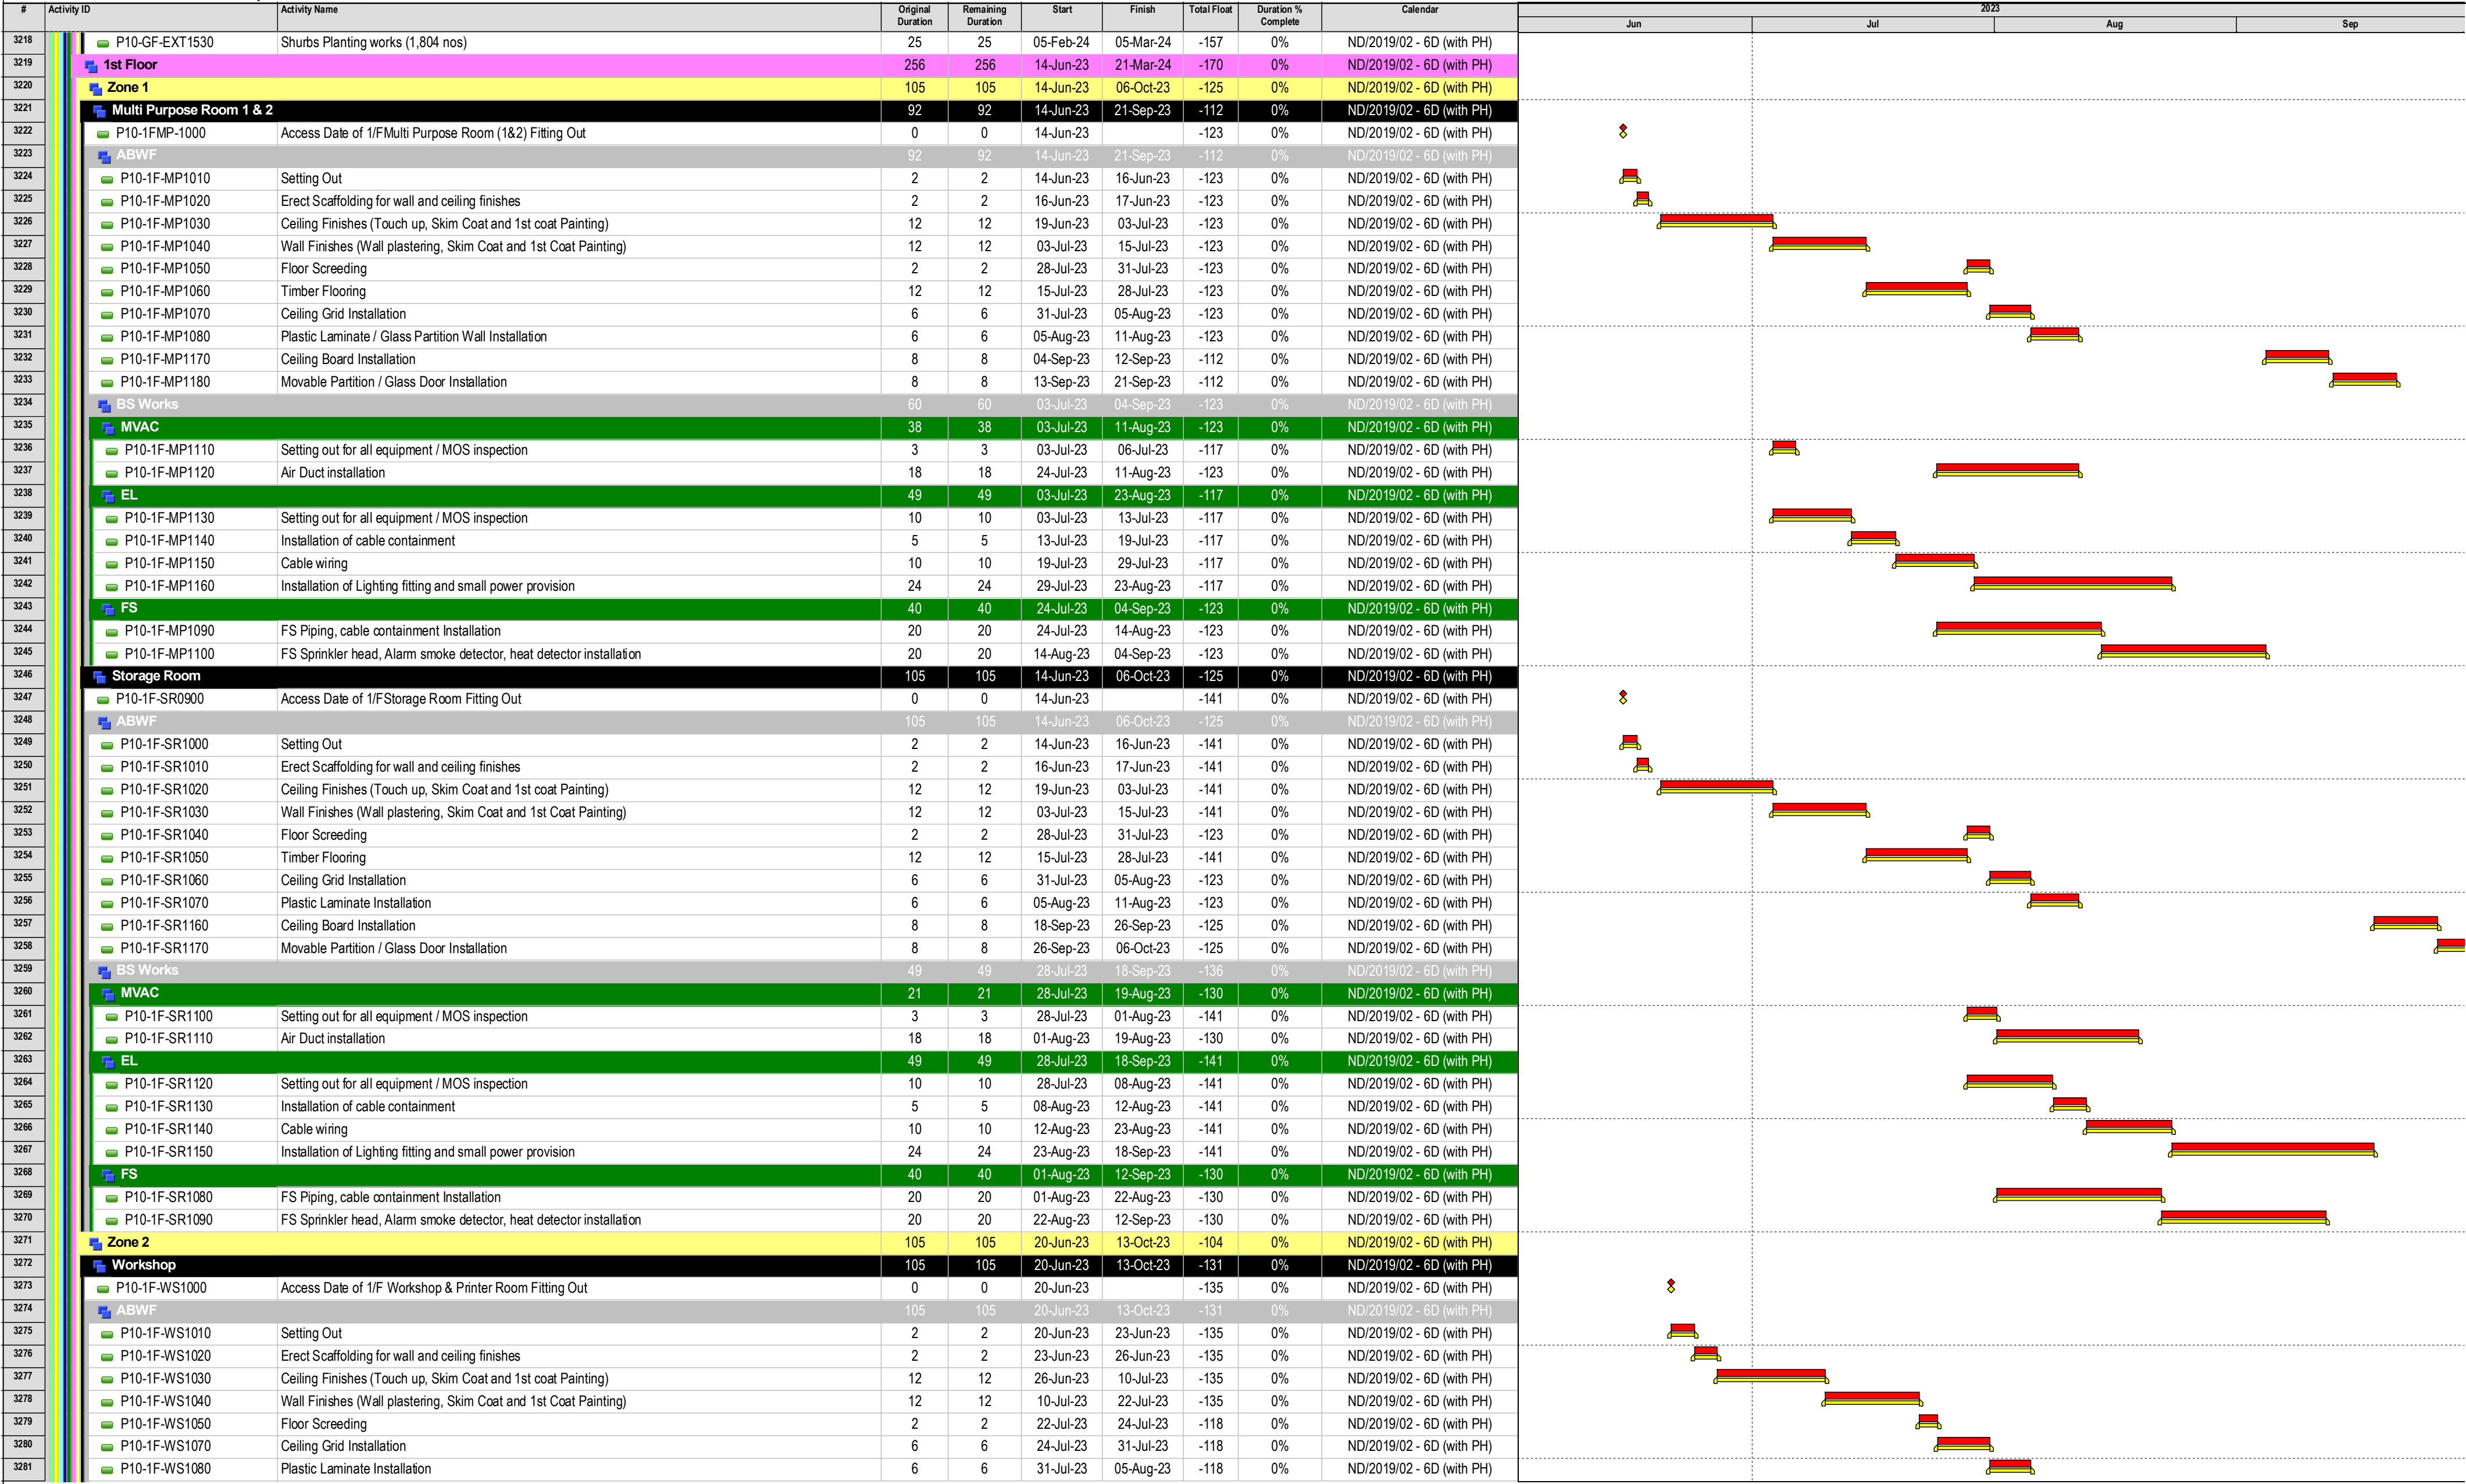 # Activity ID Activity Name Original Duration Remaining Duration Start Finish Total Float Duration % Complete Calendar 2023
Jun Jul Aug Sep
3218 P10-GF-EXT1530 Shurbs Planting works (1,804 nos) 25 25 05-Feb-24 05-Mar-24 -157 0% ND/2019/02 - 6D (with PH)
3219 1st Floor 256 256 14-Jun-23 21-Mar-24 -170 0% ND/2019/02 - 6D (with PH)
3220 Zone 1 105 105 14-Jun-23 06-Oct-23 -125 0% ND/2019/02 - 6D (with PH)
3221 Multi Purpose Room 1 & 2 92 92 14-Jun-23 21-Sep-23 -112 0% ND/2019/02 - 6D (with PH)
3222 P10-1FMP-1000 Access Date of 1/FMulti Purpose Room (1&2) Fitting Out 0 0 14-Jun-23 -123 0% ND/2019/02 - 6D (with PH)
3223 ABWF 92 92 14-Jun-23 21-Sep-23 -112 0% ND/2019/02 - 6D (with PH)
3224 P10-1F-MP1010 Setting Out 2 2 14-Jun-23 16-Jun-23 -123 0% ND/2019/02 - 6D (with PH)
3225 P10-1F-MP1020 Erect Scaffolding for wall and ceiling finishes 2 2 16-Jun-23 17-Jun-23 -123 0% ND/2019/02 - 6D (with PH)
3226 P10-1F-MP1030 Ceiling Finishes (Touch up, Skim Coat and 1st coat Painting) 12 12 19-Jun-23 03-Jul-23 -123 0% ND/2019/02 - 6D (with PH)
3227 P10-1F-MP1040 Wall Finishes (Wall plastering, Skim Coat and 1st Coat Painting) 12 12 03-Jul-23 15-Jul-23 -123 0% ND/2019/02 - 6D (with PH)
3228 P10-1F-MP1050 Floor Screeding 2 2 28-Jul-23 31-Jul-23 -123 0% ND/2019/02 - 6D (with PH)
3229 P10-1F-MP1060 Timber Flooring 12 12 15-Jul-23 28-Jul-23 -123 0% ND/2019/02 - 6D (with PH)
3230 P10-1F-MP1070 Ceiling Grid Installation 6 6 31-Jul-23 05-Aug-23 -123 0% ND/2019/02 - 6D (with PH)
3231 P10-1F-MP1080 Plastic Laminate / Glass Partition Wall Installation 6 6 05-Aug-23 11-Aug-23 -123 0% ND/2019/02 - 6D (with PH)
3232 P10-1F-MP1170 Ceiling Board Installation 8 8 04-Sep-23 12-Sep-23 -112 0% ND/2019/02 - 6D (with PH)
3233 P10-1F-MP1180 Movable Partition / Glass Door Installation 8 8 13-Sep-23 21-Sep-23 -112 0% ND/2019/02 - 6D (with PH)
3234 BS Works 60 60 03-Jul-23 04-Sep-23 -123 0% ND/2019/02 - 6D (with PH)
3235 MVAC 38 38 03-Jul-23 11-Aug-23 -123 0% ND/2019/02 - 6D (with PH)
3236 P10-1F-MP1110 Setting out for all equipment / MOS inspection 3 3 03-Jul-23 06-Jul-23 -117 0% ND/2019/02 - 6D (with PH)
3237 P10-1F-MP1120 Air Duct installation 18 18 24-Jul-23 11-Aug-23 -123 0% ND/2019/02 - 6D (with PH)
3238 EL 49 49 03-Jul-23 23-Aug-23 -117 0% ND/2019/02 - 6D (with PH)
3239 P10-1F-MP1130 Setting out for all equipment / MOS inspection 10 10 03-Jul-23 13-Jul-23 -117 0% ND/2019/02 - 6D (with PH)
3240 P10-1F-MP1140 Installation of cable containment 5 5 13-Jul-23 19-Jul-23 -117 0% ND/2019/02 - 6D (with PH)
3241 P10-1F-MP1150 Cable wiring 10 10 19-Jul-23 29-Jul-23 -117 0% ND/2019/02 - 6D (with PH)
3242 P10-1F-MP1160 Installation of Lighting fitting and small power provision 24 24 29-Jul-23 23-Aug-23 -117 0% ND/2019/02 - 6D (with PH)
3243 FS 40 40 24-Jul-23 04-Sep-23 -123 0% ND/2019/02 - 6D (with PH)
3244 P10-1F-MP1090 FS Piping, cable containment Installation 20 20 24-Jul-23 14-Aug-23 -123 0% ND/2019/02 - 6D (with PH)
3245 P10-1F-MP1100 FS Sprinkler head, Alarm smoke detector, heat detector installation 20 20 14-Aug-23 04-Sep-23 -123 0% ND/2019/02 - 6D (with PH)
3246 Storage Room 105 105 14-Jun-23 06-Oct-23 -125 0% ND/2019/02 - 6D (with PH)
3247 P10-1F-SR0900 Access Date of 1/FStorage Room Fitting Out 0 0 14-Jun-23 -141 0% ND/2019/02 - 6D (with PH)
3248 ABWF 105 105 14-Jun-23 06-Oct-23 -125 0% ND/2019/02 - 6D (with PH)
3249 P10-1F-SR1000 Setting Out 2 2 14-Jun-23 16-Jun-23 -141 0% ND/2019/02 - 6D (with PH)
3250 P10-1F-SR1010 Erect Scaffolding for wall and ceiling finishes 2 2 16-Jun-23 17-Jun-23 -141 0% ND/2019/02 - 6D (with PH)
3251 P10-1F-SR1020 Ceiling Finishes (Touch up, Skim Coat and 1st coat Painting) 12 12 19-Jun-23 03-Jul-23 -141 0% ND/2019/02 - 6D (with PH)
3252 P10-1F-SR1030 Wall Finishes (Wall plastering, Skim Coat and 1st Coat Painting) 12 12 03-Jul-23 15-Jul-23 -141 0% ND/2019/02 - 6D (with PH)
3253 P10-1F-SR1040 Floor Screeding 2 2 28-Jul-23 31-Jul-23 -123 0% ND/2019/02 - 6D (with PH)
3254 P10-1F-SR1050 Timber Flooring 12 12 15-Jul-23 28-Jul-23 -141 0% ND/2019/02 - 6D (with PH)
3255 P10-1F-SR1060 Ceiling Grid Installation 6 6 31-Jul-23 05-Aug-23 -123 0% ND/2019/02 - 6D (with PH)
3256 P10-1F-SR1070 Plastic Laminate Installation 6 6 05-Aug-23 11-Aug-23 -123 0% ND/2019/02 - 6D (with PH)
3257 P10-1F-SR1160 Ceiling Board Installation 8 8 18-Sep-23 26-Sep-23 -125 0% ND/2019/02 - 6D (with PH)
3258 P10-1F-SR1170 Movable Partition / Glass Door Installation 8 8 26-Sep-23 06-Oct-23 -125 0% ND/2019/02 - 6D (with PH)
3259 BS Works 49 49 28-Jul-23 18-Sep-23 -136 0% ND/2019/02 - 6D (with PH)
3260 MVAC 21 21 28-Jul-23 19-Aug-23 -130 0% ND/2019/02 - 6D (with PH)
3261 P10-1F-SR1100 Setting out for all equipment / MOS inspection 3 3 28-Jul-23 01-Aug-23 -141 0% ND/2019/02 - 6D (with PH)
3262 P10-1F-SR1110 Air Duct installation 18 18 01-Aug-23 19-Aug-23 -130 0% ND/2019/02 - 6D (with PH)
3263 EL 49 49 28-Jul-23 18-Sep-23 -141 0% ND/2019/02 - 6D (with PH)
3264 P10-1F-SR1120 Setting out for all equipment / MOS inspection 10 10 28-Jul-23 08-Aug-23 -141 0% ND/2019/02 - 6D (with PH)
3265 P10-1F-SR1130 Installation of cable containment 5 5 08-Aug-23 12-Aug-23 -141 0% ND/2019/02 - 6D (with PH)
3266 P10-1F-SR1140 Cable wiring 10 10 12-Aug-23 23-Aug-23 -141 0% ND/2019/02 - 6D (with PH)
3267 P10-1F-SR1150 Installation of Lighting fitting and small power provision 24 24 23-Aug-23 18-Sep-23 -141 0% ND/2019/02 - 6D (with PH)
3268 FS 40 40 01-Aug-23 12-Sep-23 -130 0% ND/2019/02 - 6D (with PH)
3269 P10-1F-SR1080 FS Piping, cable containment Installation 20 20 01-Aug-23 22-Aug-23 -130 0% ND/2019/02 - 6D (with PH)
3270 P10-1F-SR1090 FS Sprinkler head, Alarm smoke detector, heat detector installation 20 20 22-Aug-23 12-Sep-23 -130 0% ND/2019/02 - 6D (with PH)
3271 Zone 2 105 105 20-Jun-23 13-Oct-23 -104 0% ND/2019/02 - 6D (with PH)
3272 Workshop 105 105 20-Jun-23 13-Oct-23 -131 0% ND/2019/02 - 6D (with PH)
3273 P10-1F-WS1000 Access Date of 1/F Workshop & Printer Room Fitting Out 0 0 20-Jun-23 -135 0% ND/2019/02 - 6D (with PH)
3274 ABWF 105 105 20-Jun-23 13-Oct-23 -131 0% ND/2019/02 - 6D (with PH)
3275 P10-1F-WS1010 Setting Out 2 2 20-Jun-23 23-Jun-23 -135 0% ND/2019/02 - 6D (with PH)
3276 P10-1F-WS1020 Erect Scaffolding for wall and ceiling finishes 2 2 23-Jun-23 26-Jun-23 -135 0% ND/2019/02 - 6D (with PH)
3277 P10-1F-WS1030 Ceiling Finishes (Touch up, Skim Coat and 1st coat Painting) 12 12 26-Jun-23 10-Jul-23 -135 0% ND/2019/02 - 6D (with PH)
3278 P10-1F-WS1040 Wall Finishes (Wall plastering, Skim Coat and 1st Coat Painting) 12 12 10-Jul-23 22-Jul-23 -135 0% ND/2019/02 - 6D (with PH)
3279 P10-1F-WS1050 Floor Screeding 2 2 22-Jul-23 24-Jul-23 -118 0% ND/2019/02 - 6D (with PH)
3280 P10-1F-WS1070 Ceiling Grid Installation 6 6 24-Jul-23 31-Jul-23 -118 0% ND/2019/02 - 6D (with PH)
3281 P10-1F-WS1080 Plastic Laminate Installation 6 6 31-Jul-23 05-Aug-23 -118 0% ND/2019/02 - 6D (with PH)